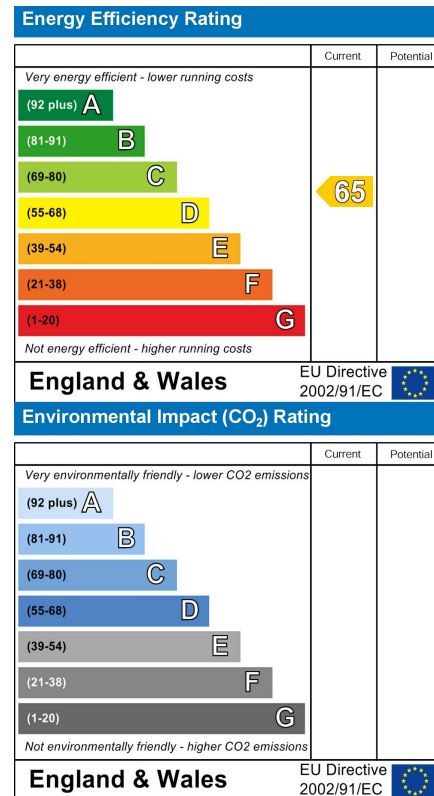 Energy Efficiency Rating
Current Potential
Very energy efficient - lower running costs
(92 plus) A
(81-91) B
(69-80) C
65
(55-68) D
(39-54) E
(21-38) F
(1-20) G
Not energy efficient - higher running costs
England & Wales
EU Directive
2002/91/EC
Environmental Impact (CO₂) Rating
Current Potential
Very environmentally friendly - lower CO2 emissions
(92 plus) A
(81-91) B
(69-80) C
(55-68) D
(39-54) E
(21-38) F
(1-20) G
Not environmentally friendly - higher CO2 emissions
England & Wales
EU Directive
2002/91/EC